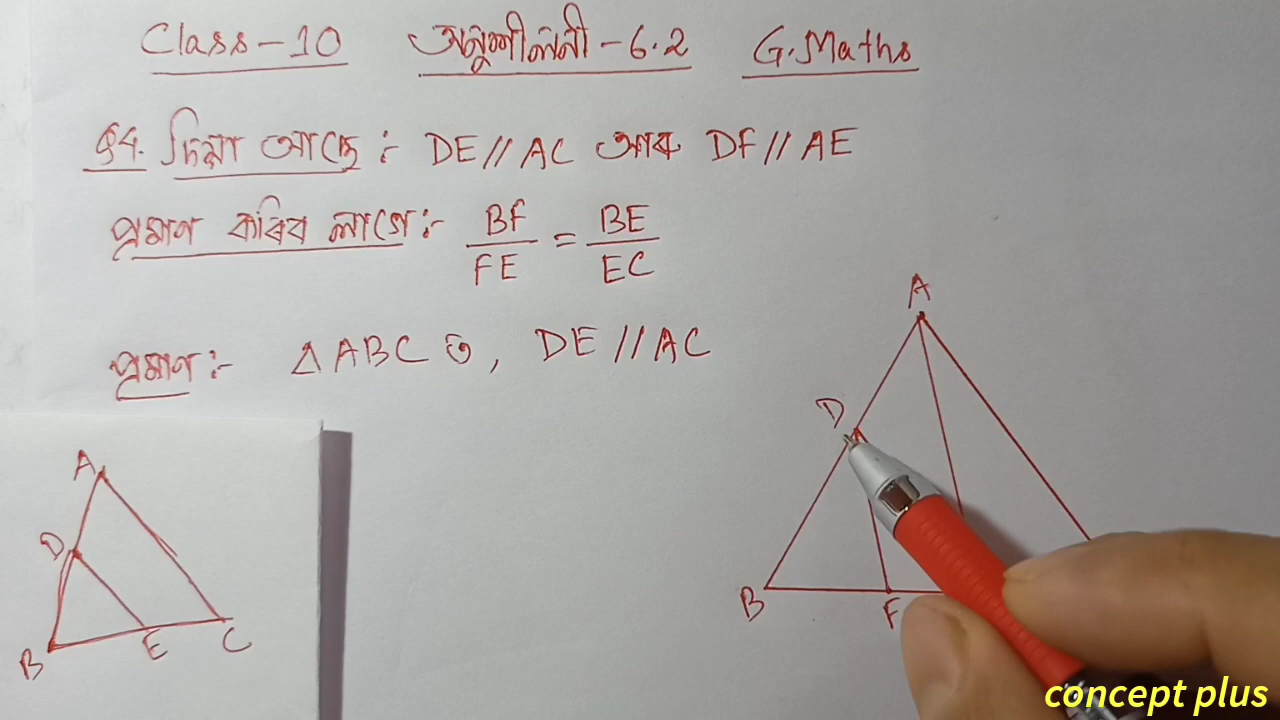 Class-10 অনুশীলনী-6.2 G.Maths
Q4. দিয়া আছে :- DE//AC আৰু DF//AE
প্ৰমাণ কৰিব লাগে :- BF/FE = BE/EC
প্ৰমাণ :- △ABC ত, DE//AC
A
D
B
E
C
A
D
B
F
concept plus